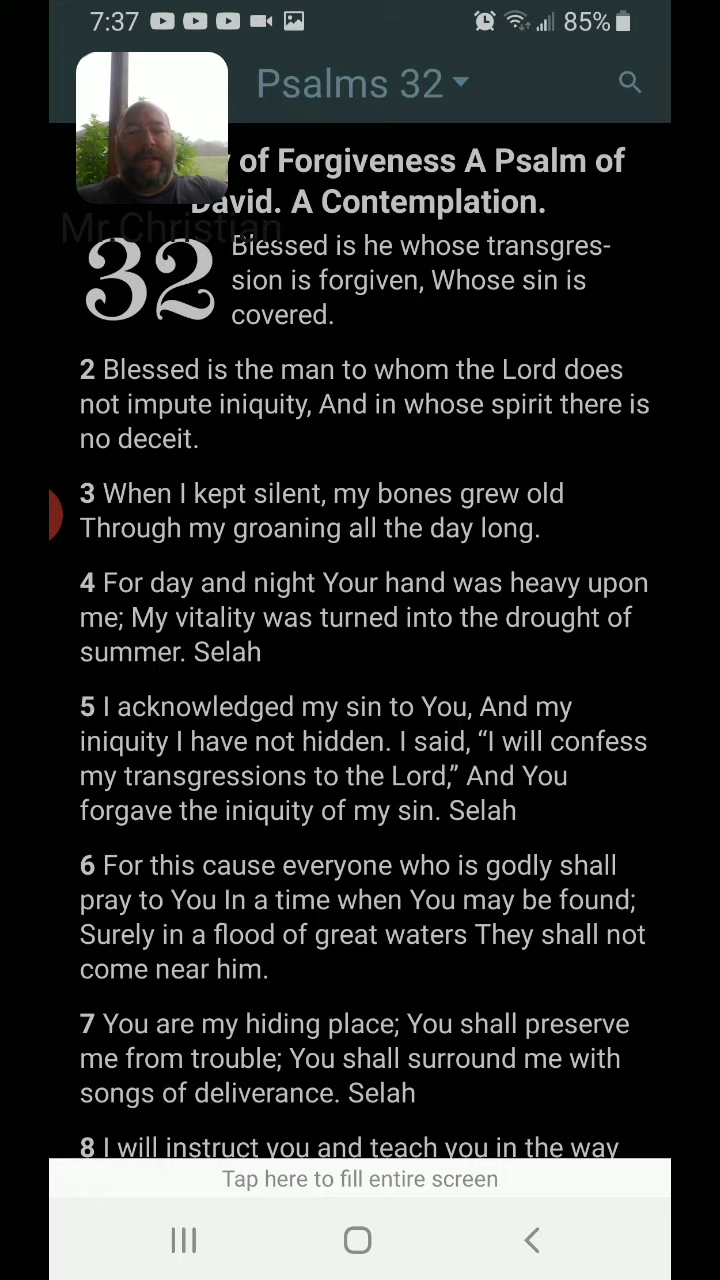 7:37 85%
Psalms 32
of Forgiveness A Psalm of
David. A Contemplation.
Mr Christian
32 Blessed is he whose transgres-
sion is forgiven, Whose sin is
covered.
2 Blessed is the man to whom the Lord does
not impute iniquity, And in whose spirit there is
no deceit.
3 When I kept silent, my bones grew old
Through my groaning all the day long.
4 For day and night Your hand was heavy upon
me; My vitality was turned into the drought of
summer. Selah
5 I acknowledged my sin to You, And my
iniquity I have not hidden. I said, “I will confess
my transgressions to the Lord,” And You
forgave the iniquity of my sin. Selah
6 For this cause everyone who is godly shall
pray to You In a time when You may be found;
Surely in a flood of great waters They shall not
come near him.
7 You are my hiding place; You shall preserve
me from trouble; You shall surround me with
songs of deliverance. Selah
8 I will instruct you and teach you in the way
Tap here to fill entire screen